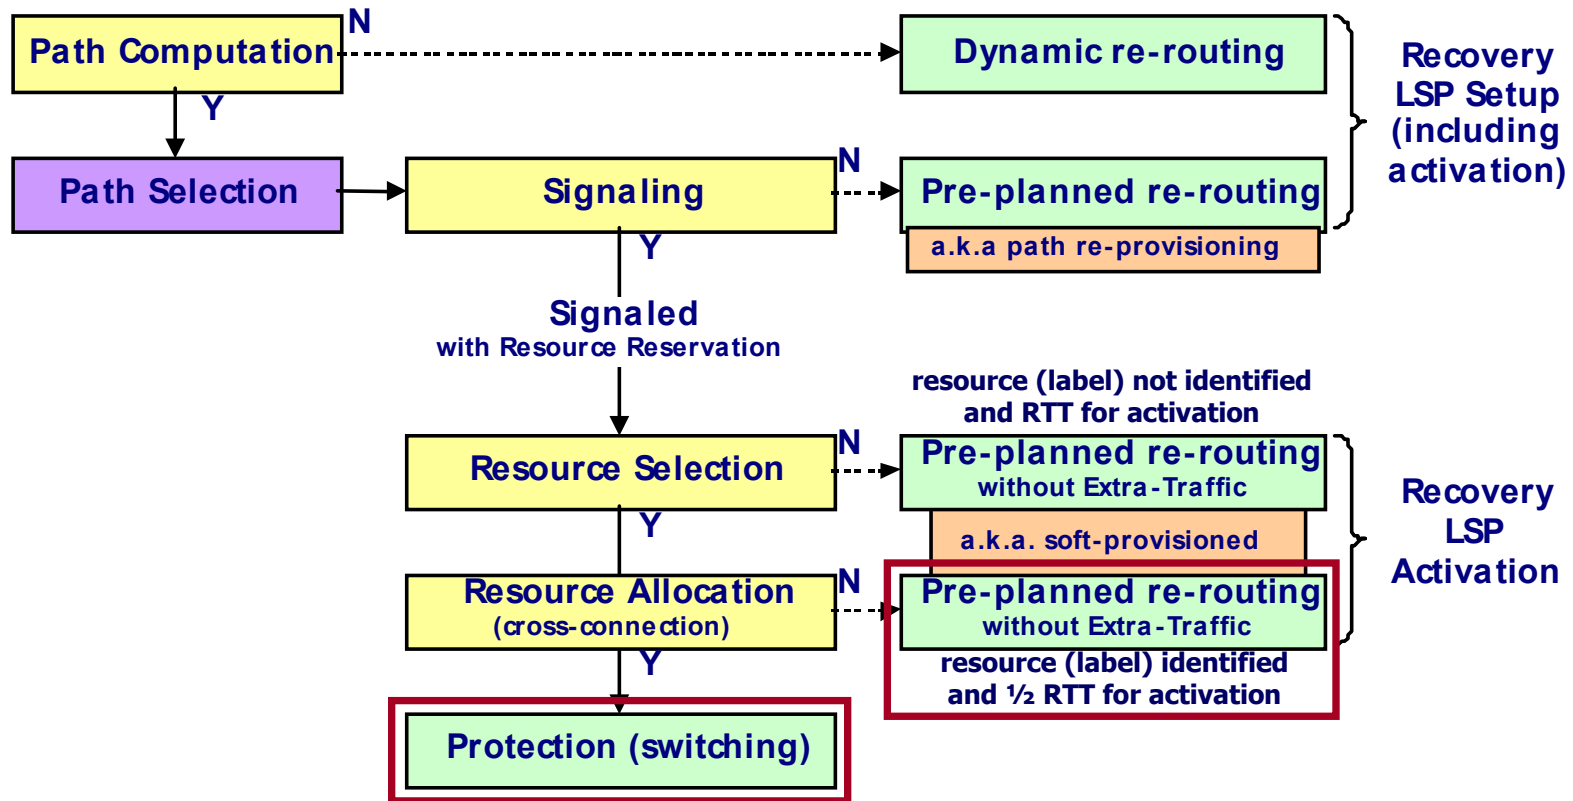 N
Path Computation
Dynamic re-routing
Recovery
LSP Setup
(including
activation)
Y
Path Selection
N
Signaling
Pre-planned re-routing
Y
a.k.a path re-provisioning
Signaled
with Resource Reservation
resource (label) not identified
and RTT for activation
N
Resource Selection
Pre-planned re-routing
without Extra-Traffic
Recovery
LSP
Activation
Y
a.k.a. soft-provisioned
N
Resource Allocation
(cross-connection)
Pre-planned re-routing
without Extra-Traffic
Y
resource (label) identified
and ½ RTT for activation
Protection (switching)